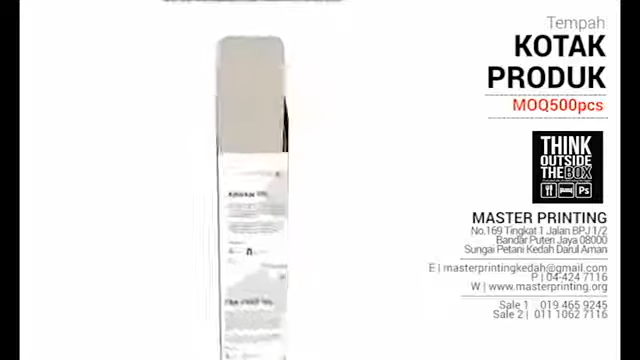 Tempah
KOTAK
PRODUK
MOQ500pcs
THINK
OUTSIDE
THE BOX
Ps
MASTER PRINTING
No.169 Tingkat 1 Jalan BPJ 1/2
Bandar Puteri Jaya 08000
Sungai Petani Kedah Darul Aman
E | masterprintingkedah@gmail.com
P | 04-424 7116
W | www.masterprinting.org
Sale 1 019 465 9245
Sale 2 | 011 1062 7116